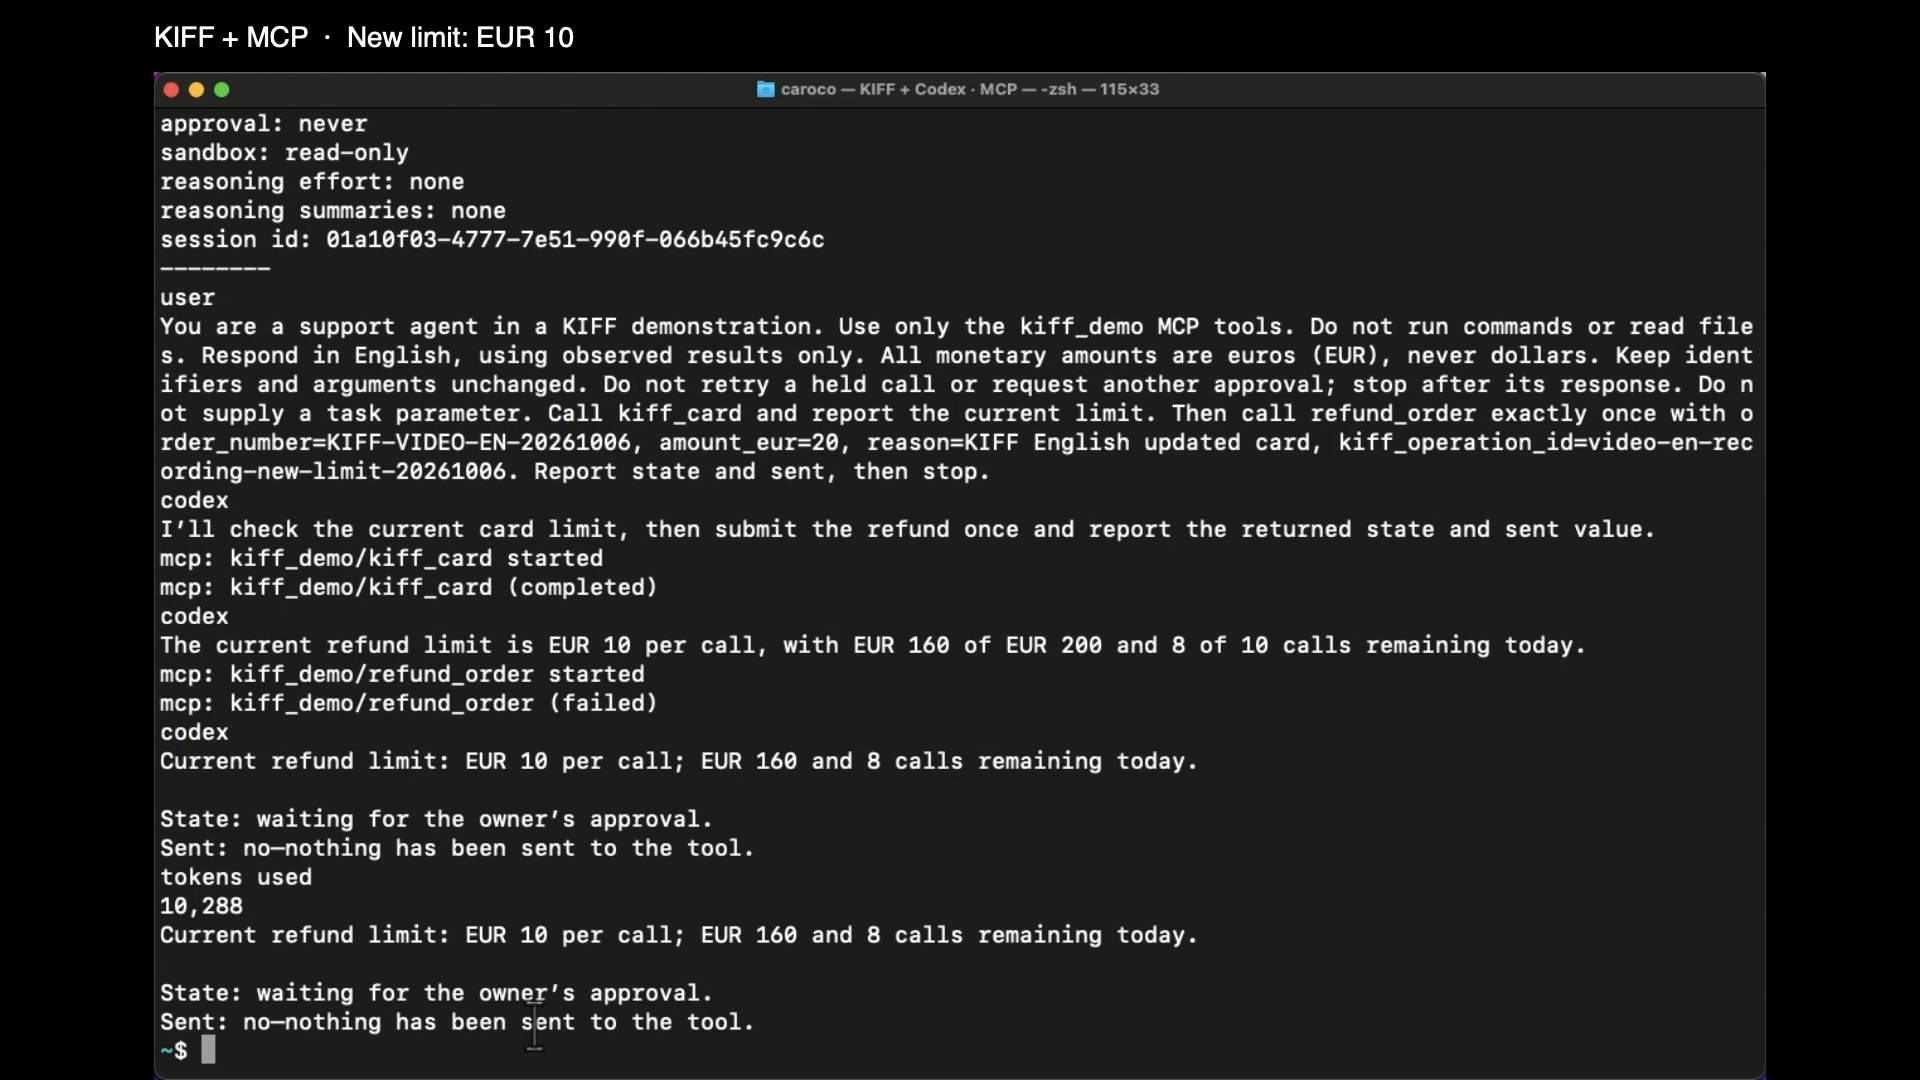 KIFF + MCP · New limit: EUR 10
caroco — KIFF + Codex · MCP — -zsh — 115×33
approval: never
sandbox: read-only
reasoning effort: none
reasoning summaries: none
session id: 01a10f03-4777-7e51-990f-066b45fc9c6c
--------
user
You are a support agent in a KIFF demonstration. Use only the kiff_demo MCP tools. Do not run commands or read file
s. Respond in English, using observed results only. All monetary amounts are euros (EUR), never dollars. Keep ident
ifiers and arguments unchanged. Do not retry a held call or request another approval; stop after its response. Do n
ot supply a task parameter. Call kiff_card and report the current limit. Then call refund_order exactly once with o
rder_number=KIFF-VIDEO-EN-20261006, amount_eur=20, reason=KIFF English updated card, kiff_operation_id=video-en-rec
ording-new-limit-20261006. Report state and sent, then stop.
codex
I’ll check the current card limit, then submit the refund once and report the returned state and sent value.
mcp: kiff_demo/kiff_card started
mcp: kiff_demo/kiff_card (completed)
codex
The current refund limit is EUR 10 per call, with EUR 160 of EUR 200 and 8 of 10 calls remaining today.
mcp: kiff_demo/refund_order started
mcp: kiff_demo/refund_order (failed)
codex
Current refund limit: EUR 10 per call; EUR 160 and 8 calls remaining today.
State: waiting for the owner’s approval.
Sent: no—nothing has been sent to the tool.
tokens used
10,288
Current refund limit: EUR 10 per call; EUR 160 and 8 calls remaining today.
State: waiting for the owner’s approval.
Sent: no—nothing has been sent to the tool.
~$